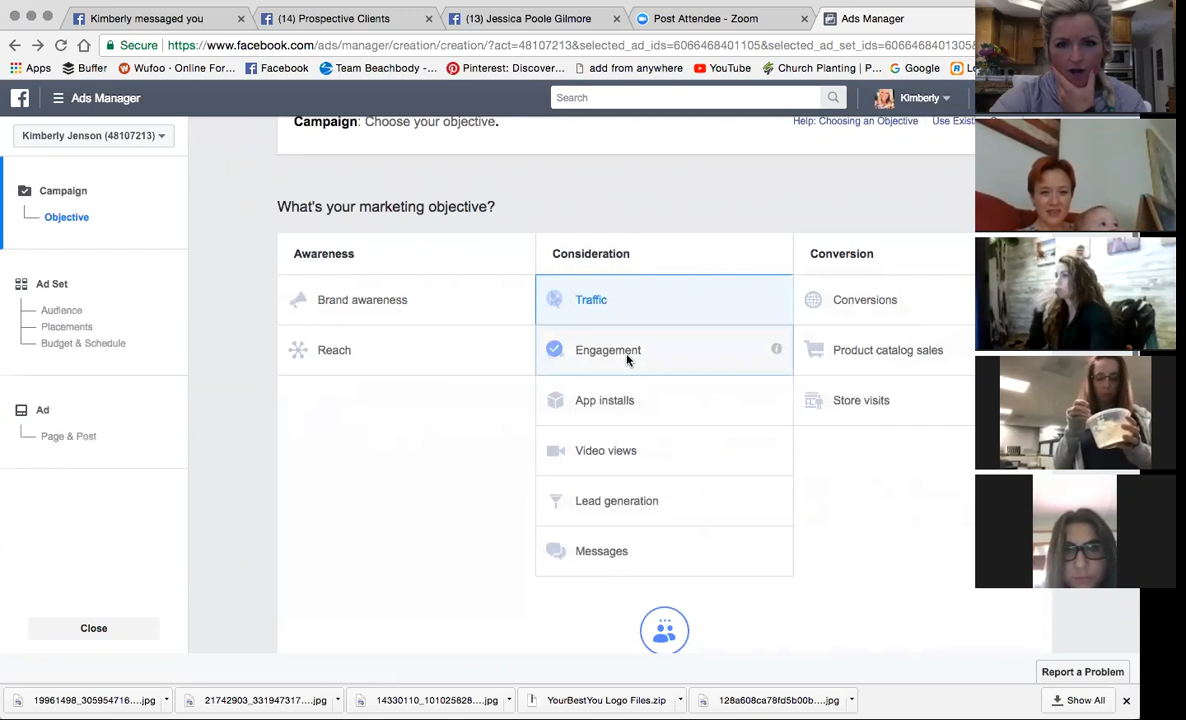 Kimberly messaged you
(14) Prospective Clients
(13) Jessica Poole Gilmore
Post Attendee - Zoom
Ads Manager
Secure
https://www.facebook.com/ads/manager/creation/creation/?act=48107213&selected_ad_ids=6066468401105&selected_ad_set_ids=6066468401305&
Apps
Buffer
Wufoo - Online For...
Facebook
Team Beachbody -...
Pinterest: Discover...
add from anywhere
YouTube
Church Planting | P...
Google
Lo
Ads Manager
Search
Kimberly
Kimberly Jenson (48107213)
Campaign: Choose your objective.
Help: Choosing an Objective
Use Exist
Campaign
Objective
Ad Set
Audience
Placements
Budget & Schedule
Ad
Page & Post
Close
What's your marketing objective?
Awareness
Consideration
Conversion
Brand awareness
Traffic
Conversions
Reach
Engagement
Product catalog sales
App installs
Store visits
Video views
Lead generation
Messages
Report a Problem
19961498_305954716....jpg
21742903_331947317....jpg
14330110_101025828....jpg
YourBestYou Logo Files.zip
128a608ca78fd5b00b....jpg
Show All